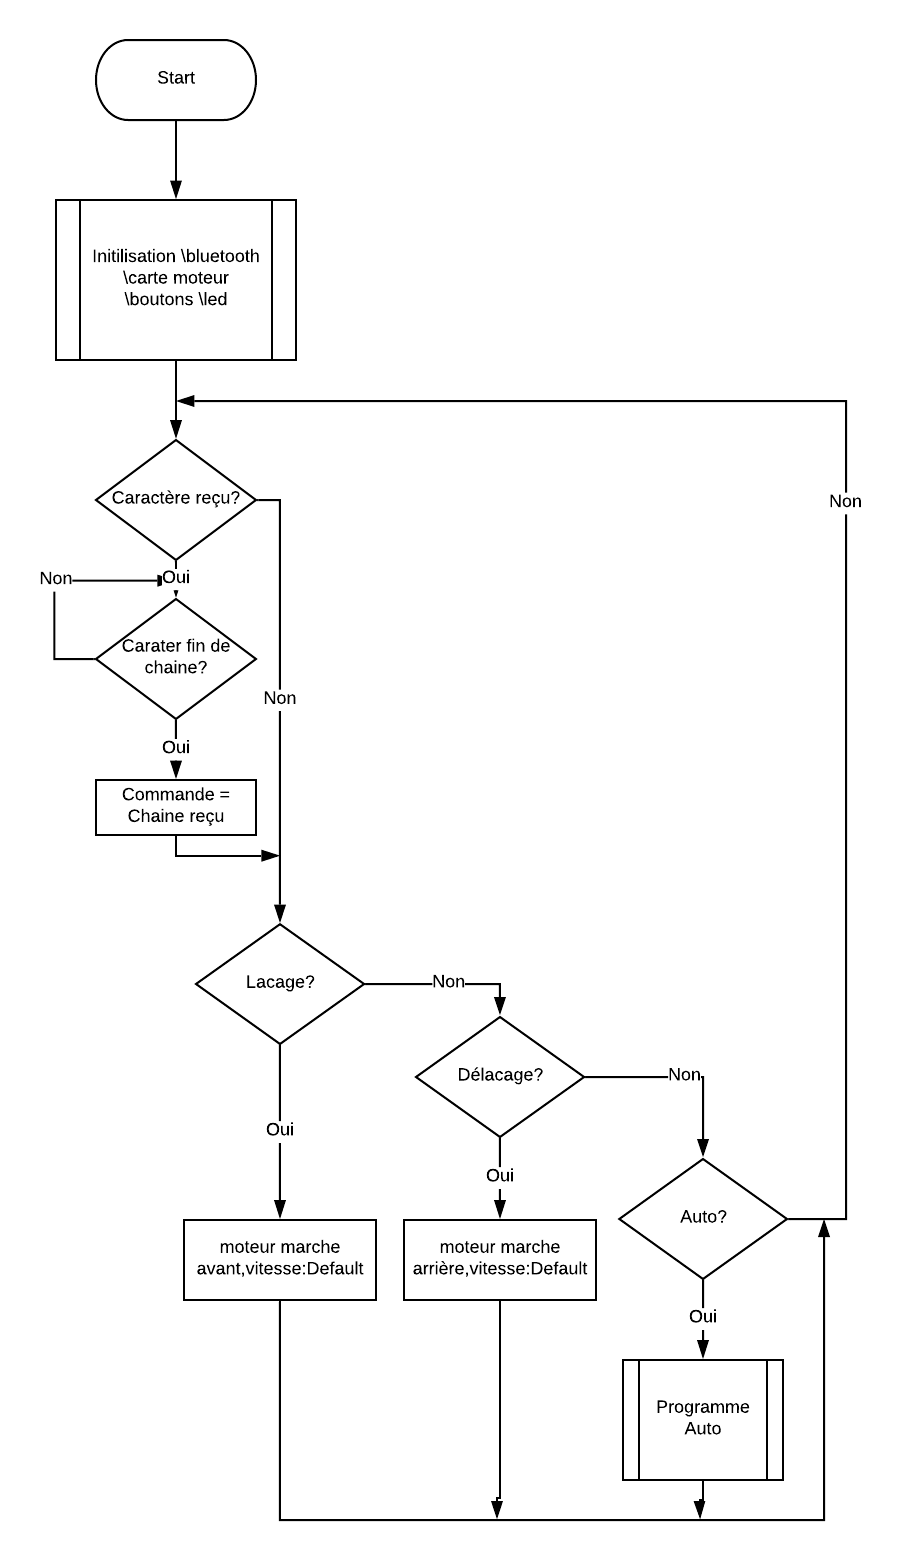 Start
Initilisation \bluetooth
\carte moteur
\boutons \led
Caractère reçu?
Non
Oui
Non
Carater fin de
chaine?
Non
Oui
Commande =
Chaine reçu
Lacage?
Non
Délacage?
Non
Oui
Oui
Auto?
moteur marche
avant,vitesse:Default
moteur marche
arrière,vitesse:Default
Oui
Programme
Auto